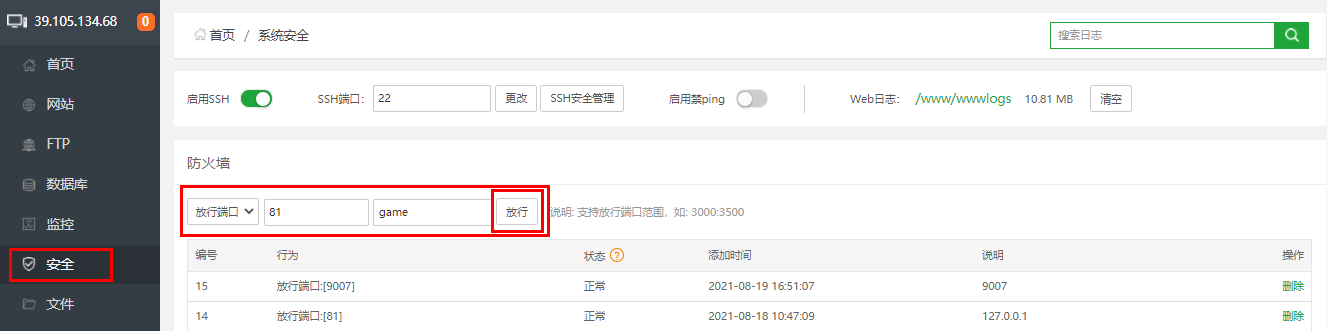 39.105.134.68 0
首页
网站
FTP
数据库
监控
安全
文件
首页 / 系统安全
搜索日志
启用SSH SSH端口: 22 更改 SSH安全管理 启用禁ping Web日志: /www/wwwlogs 10.81 MB 清空
防火墙
放行端口 81 game 放行 说明: 支持放行端口范围，如: 3000:3500
编号 行为 状态 ? 添加时间 说明 操作
15 放行端口:[9007] 正常 2021-08-19 16:51:07 9007 删除
14 放行端口:[81] 正常 2021-08-18 10:47:09 127.0.0.1 删除